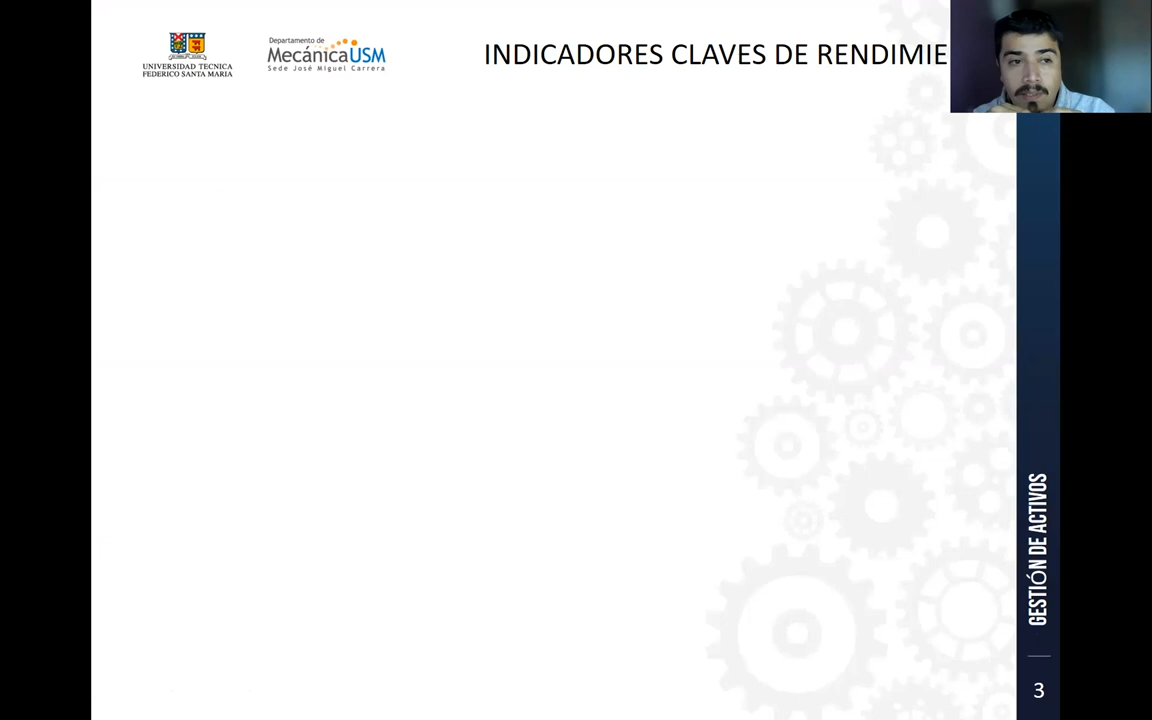 UNIVERSIDAD TECNICA
FEDERICO SANTA MARIA
Departamento de
MecánicaUSM
Sede José Miguel Carrera
INDICADORES CLAVES DE RENDIMIE
GESTIÓN DE ACTIVOS
3